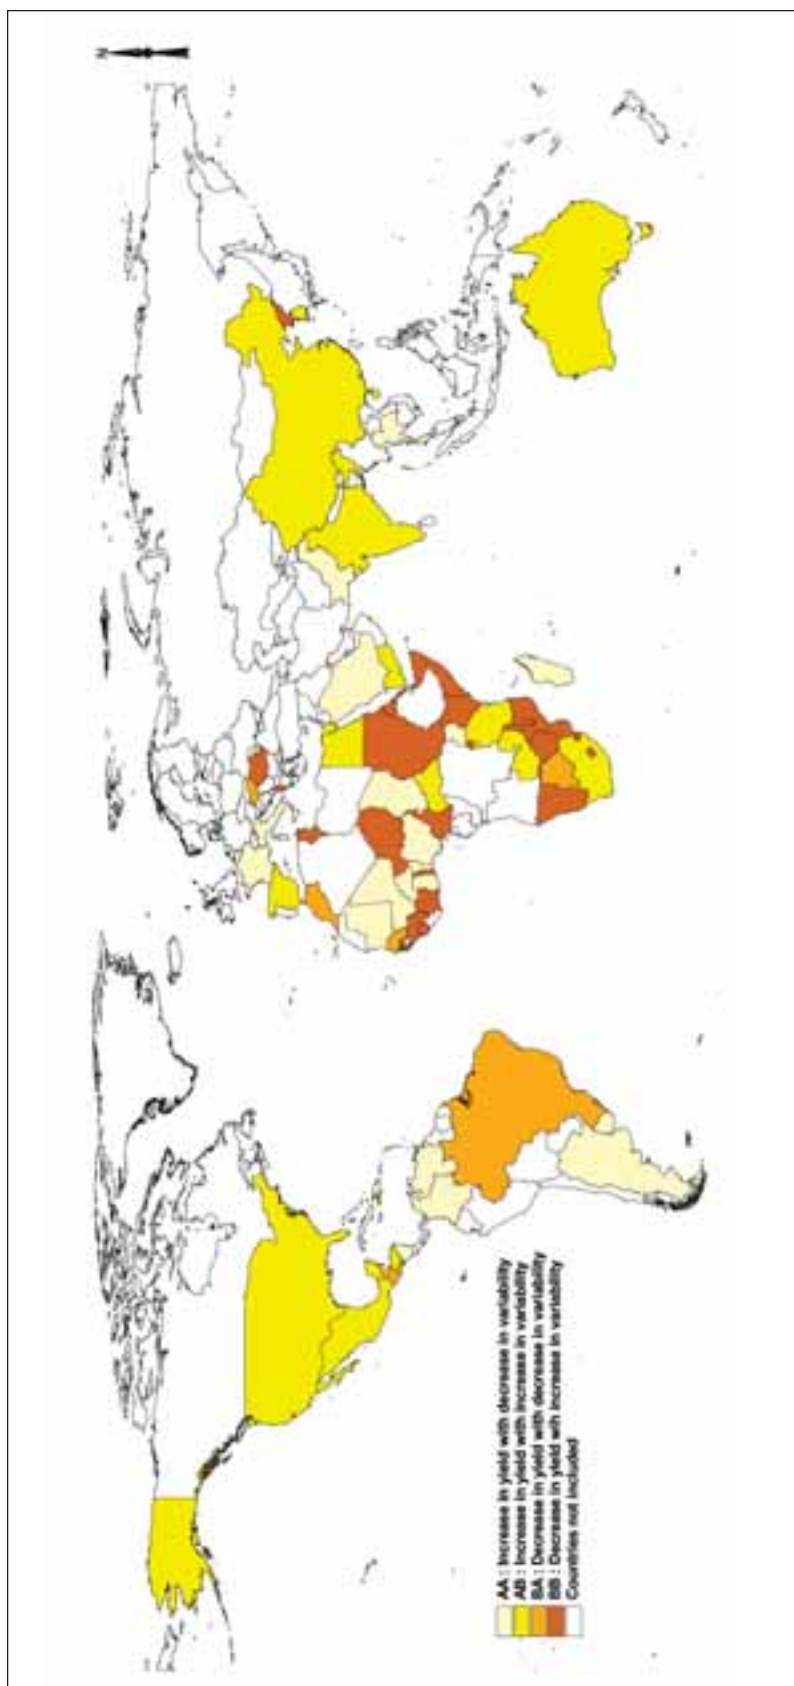 N
AA : Increase in yield with decrease in variability
AB : Increase in yield with increase in variability
BA : Decrease in yield with decrease in variability
BB : Decrease in yield wih increase in variability
Countries not included